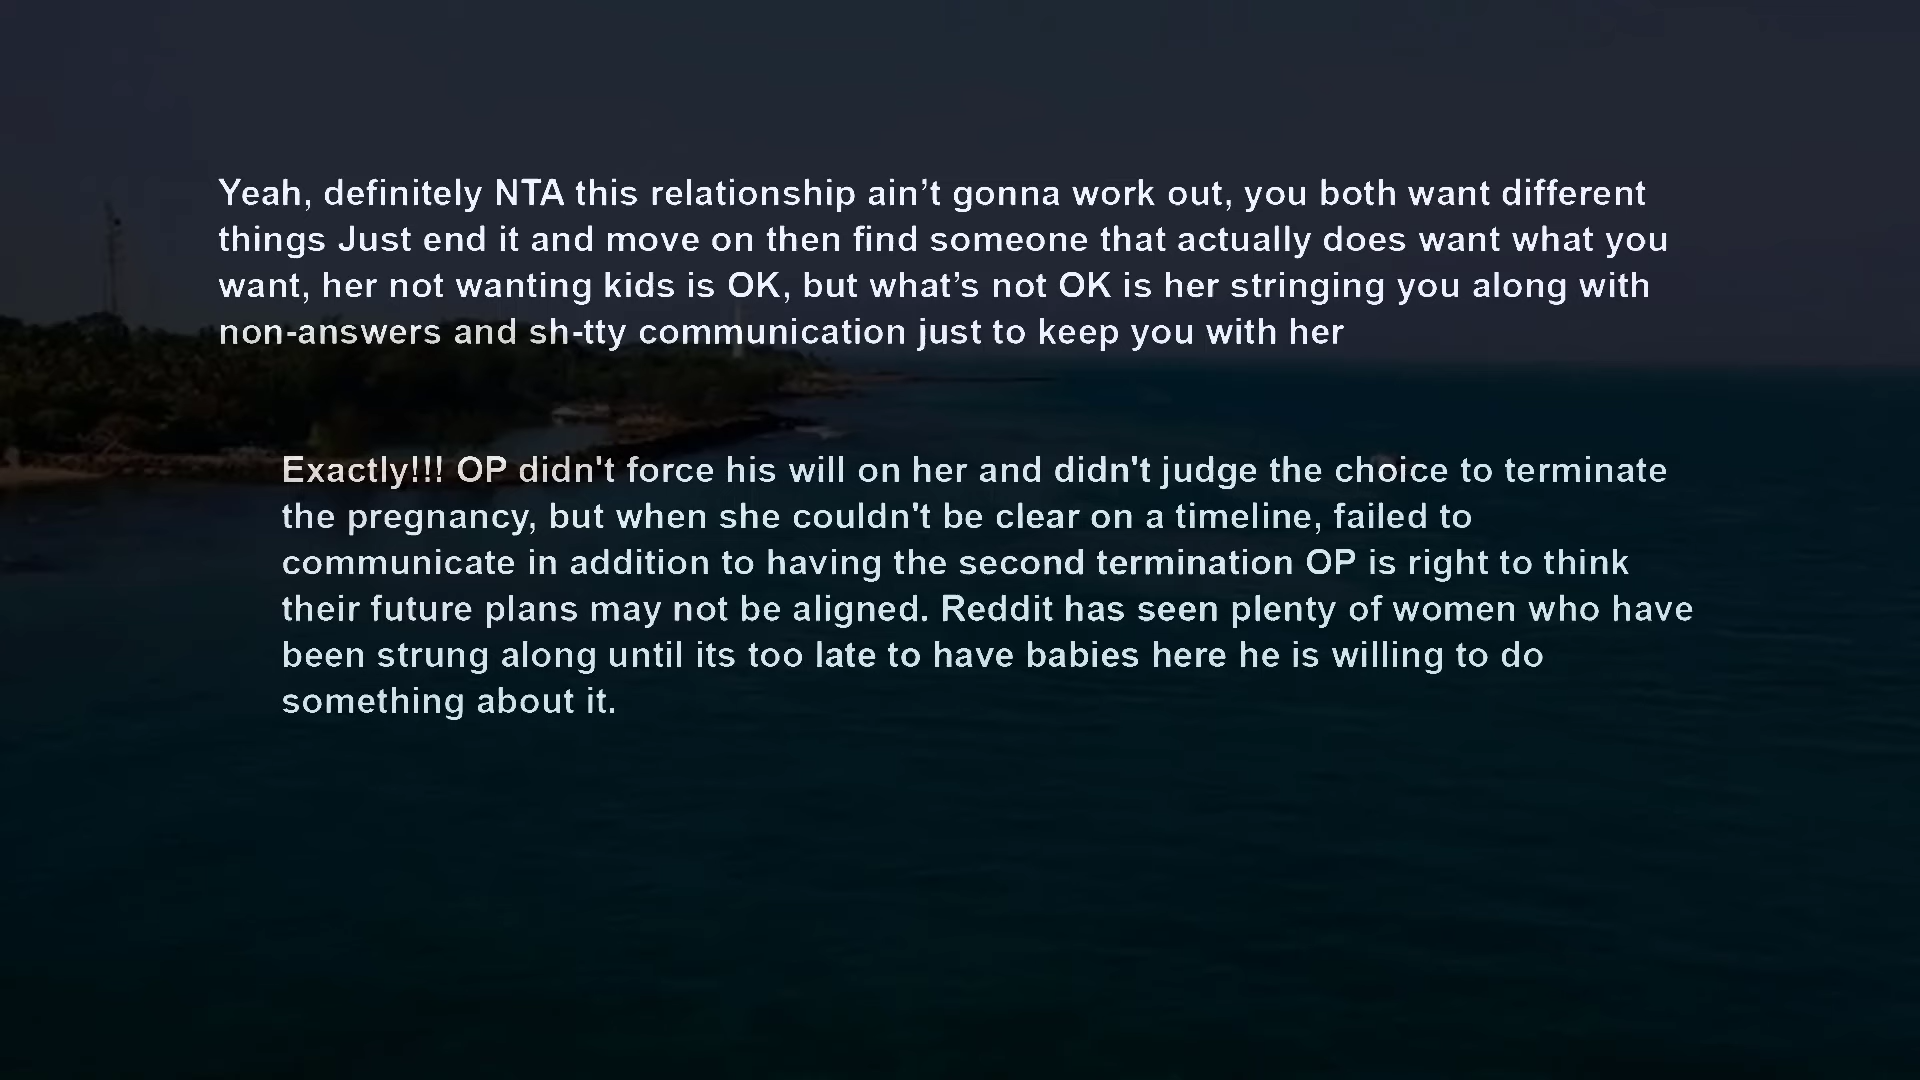 Yeah, definitely NTA this relationship ain’t gonna work out, you both want different
things Just end it and move on then find someone that actually does want what you
want, her not wanting kids is OK, but what’s not OK is her stringing you along with
non-answers and sh-tty communication just to keep you with her
Exactly!!! OP didn't force his will on her and didn't judge the choice to terminate
the pregnancy, but when she couldn't be clear on a timeline, failed to
communicate in addition to having the second termination OP is right to think
their future plans may not be aligned. Reddit has seen plenty of women who have
been strung along until its too late to have babies here he is willing to do
something about it.